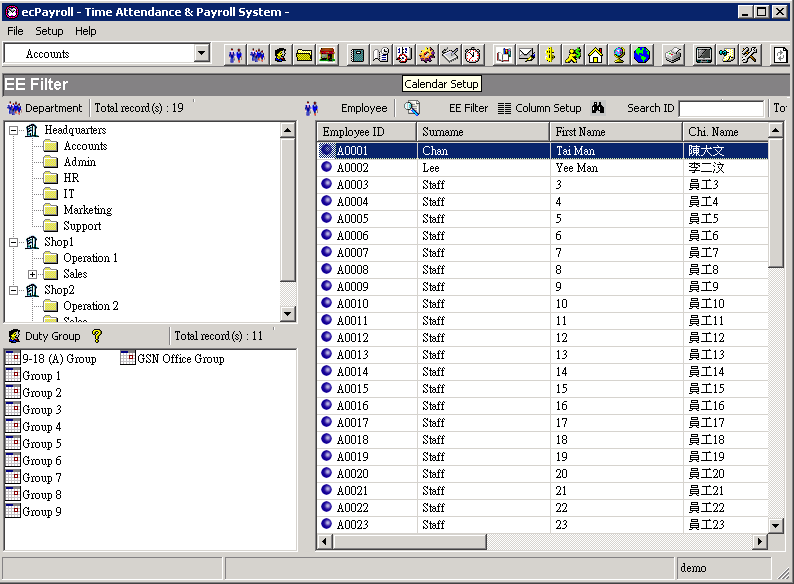 ecPayroll - Time Attendance & Payroll System -
File Setup Help
Accounts
EE Filter
Calendar Setup
Department Total record(s) : 19
Employee EE Filter Column Setup Search ID To
Headquarters
Accounts
Admin
HR
IT
Marketing
Support
Shop1
Operation 1
Sales
Shop2
Operation 2
Sales
Duty Group Total record(s) : 11
9-18 (A) Group GSN Office Group
Group 1
Group 2
Group 3
Group 4
Group 5
Group 6
Group 7
Group 8
Group 9
Employee ID Surname First Name Chi. Name
A0001 Chan Tai Man 陳大文
A0002 Lee Yee Man 李二汶
A0003 Staff 3 員工3
A0004 Staff 4 員工4
A0005 Staff 5 員工5
A0006 Staff 6 員工6
A0007 Staff 7 員工7
A0008 Staff 8 員工8
A0009 Staff 9 員工9
A0010 Staff 10 員工10
A0011 Staff 11 員工11
A0012 Staff 12 員工12
A0013 Staff 13 員工13
A0014 Staff 14 員工14
A0015 Staff 15 員工15
A0016 Staff 16 員工16
A0017 Staff 17 員工17
A0018 Staff 18 員工18
A0019 Staff 19 員工19
A0020 Staff 20 員工20
A0021 Staff 21 員工21
A0022 Staff 22 員工22
A0023 Staff 23 員工23
demo